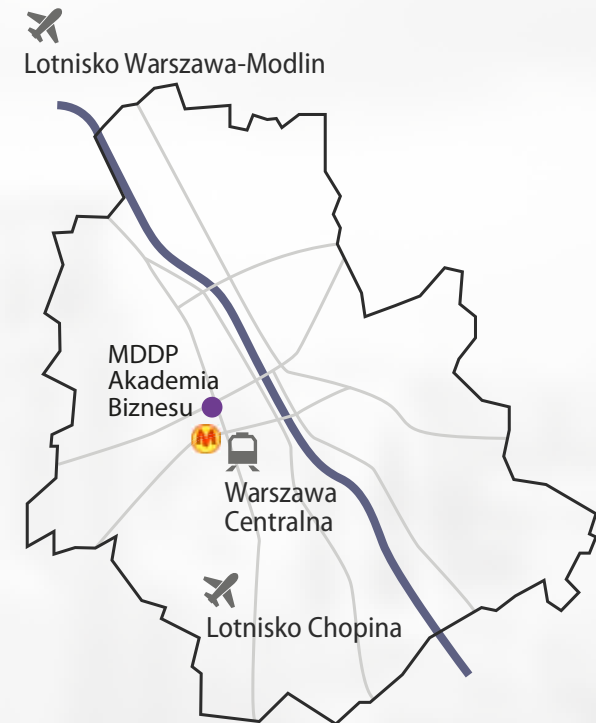 Lotnisko Warszawa-Modlin
MDDP
Akademia
Biznesu
M
Warszawa
Centralna
Lotnisko Chopina